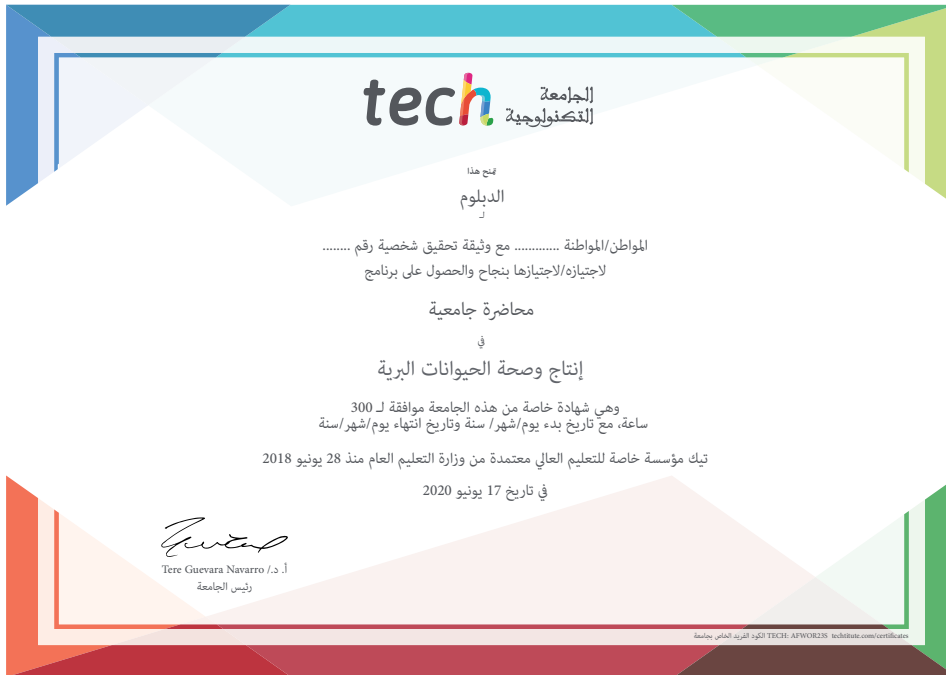 tech الجامعة
التكنولوجية
تمنح هذا
الدبلوم
لـ
المواطن/المواطنة ............. مع وثيقة تحقيق شخصية رقم ........
لاجتيازه/لاجتيازها بنجاح والحصول على برنامج
محاضرة جامعية
في
إنتاج وصحة الحيوانات البرية
وهي شهادة خاصة من هذه الجامعة موافقة لـ 300
ساعة، مع تاريخ بدء يوم/شهر/ سنة وتاريخ انتهاء يوم/شهر/سنة
تيك مؤسسة خاصة للتعليم العالي معتمدة من وزارة التعليم العام منذ 28 يونيو 2018
في تاريخ 17 يونيو 2020
أ. د./ Tere Guevara Navarro
رئيس الجامعة
الكود الفريد الخاص بجامعة TECH: AFWOR23S techtitute.com/certificates